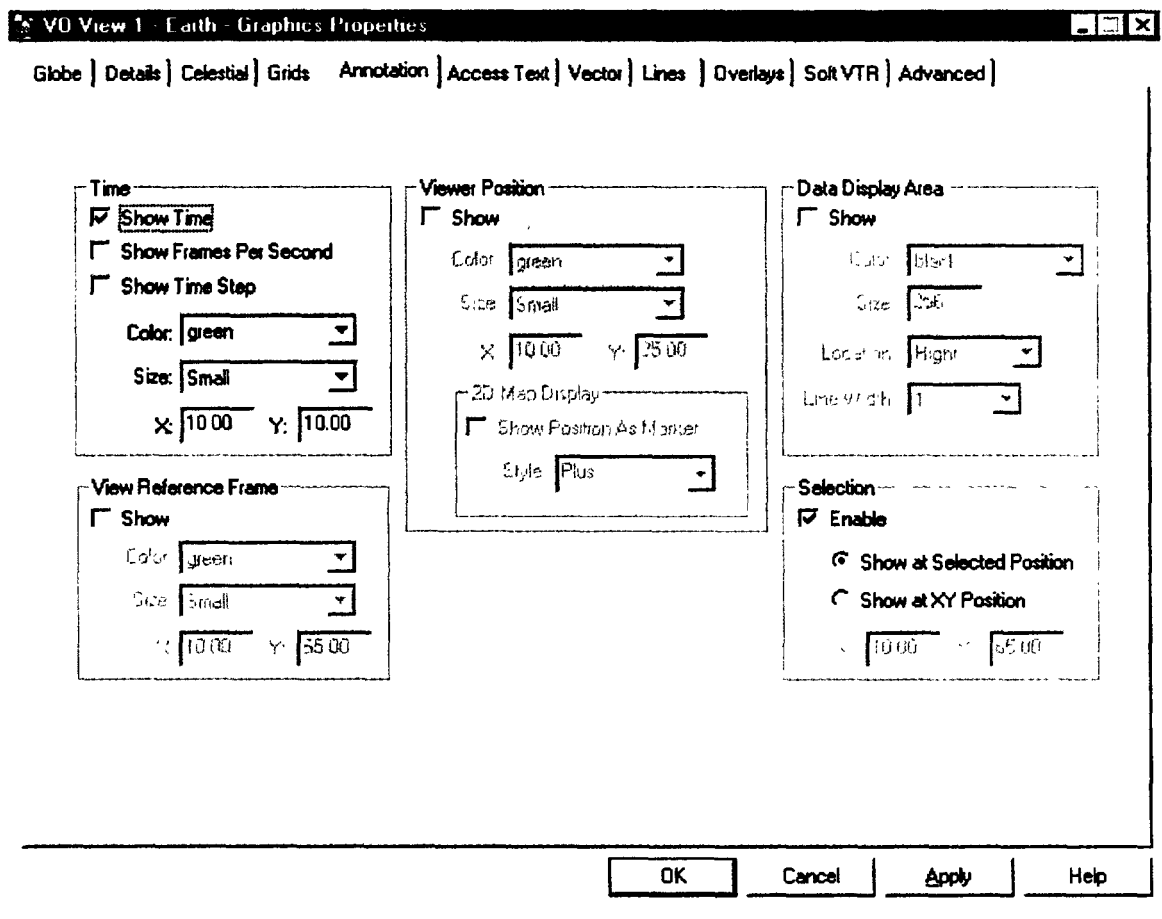 VO View 1 - Earth - Graphics Properties
Globe Details Celestial Grids Annotation Access Text Vector Lines Overlays Soft VTR Advanced
Time
Show Time
Show Frames Per Second
Show Time Step
Color: green
Size: Small
X: 10.00 Y: 10.00
View Reference Frame
Show
Color green
Size Small
10.00 Y: 55.00
Viewer Position
Show
Color green
Size Small
X 10.00 Y: 25.00
2D Map Display
Show Position As Marker
Style Plus
Data Display Area
Show
Color
Size
Location Right
Line Width 1
Selection
Enable
Show at Selected Position
Show at XY Position
10.00 65.00
OK Cancel Apply Help